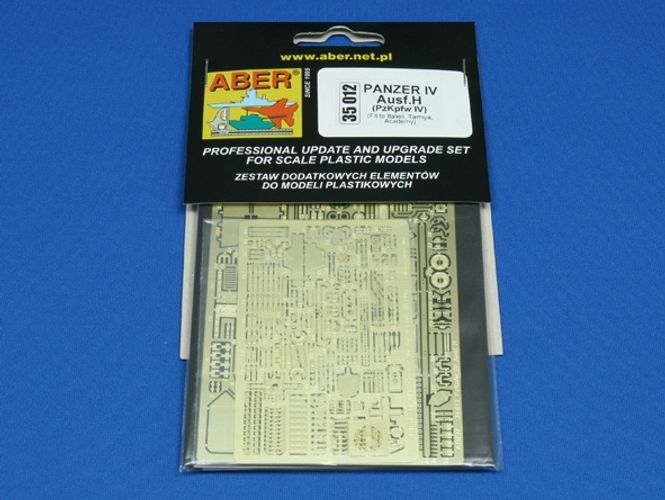 www.aber.net.pl
ABER®
SINCE 1995
35 012
PANZER IV
Ausf.H
(PzKpfw IV)
(Fit to Italeri, Tamiya,
Academy)
PROFESSIONAL UPDATE AND UPGRADE SET
FOR SCALE PLASTIC MODELS
ZESTAW DODATKOWYCH ELEMENTÓW
DO MODELI PLASTIKOWYCH